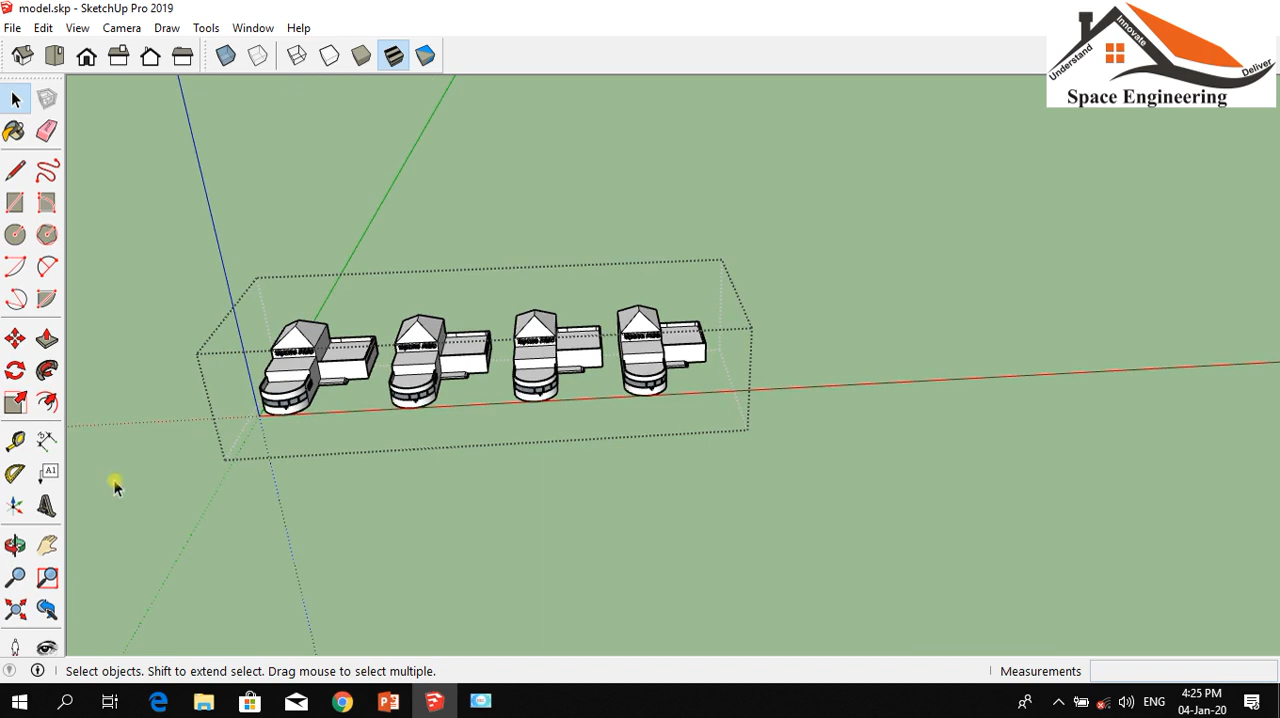 model.skp - SketchUp Pro 2019
File Edit View Camera Draw Tools Window Help
Understand
Innovate
Deliver
Space Engineering
A1
Select objects. Shift to extend select. Drag mouse to select multiple.
Measurements
ENG
4:25 PM
04-Jan-20